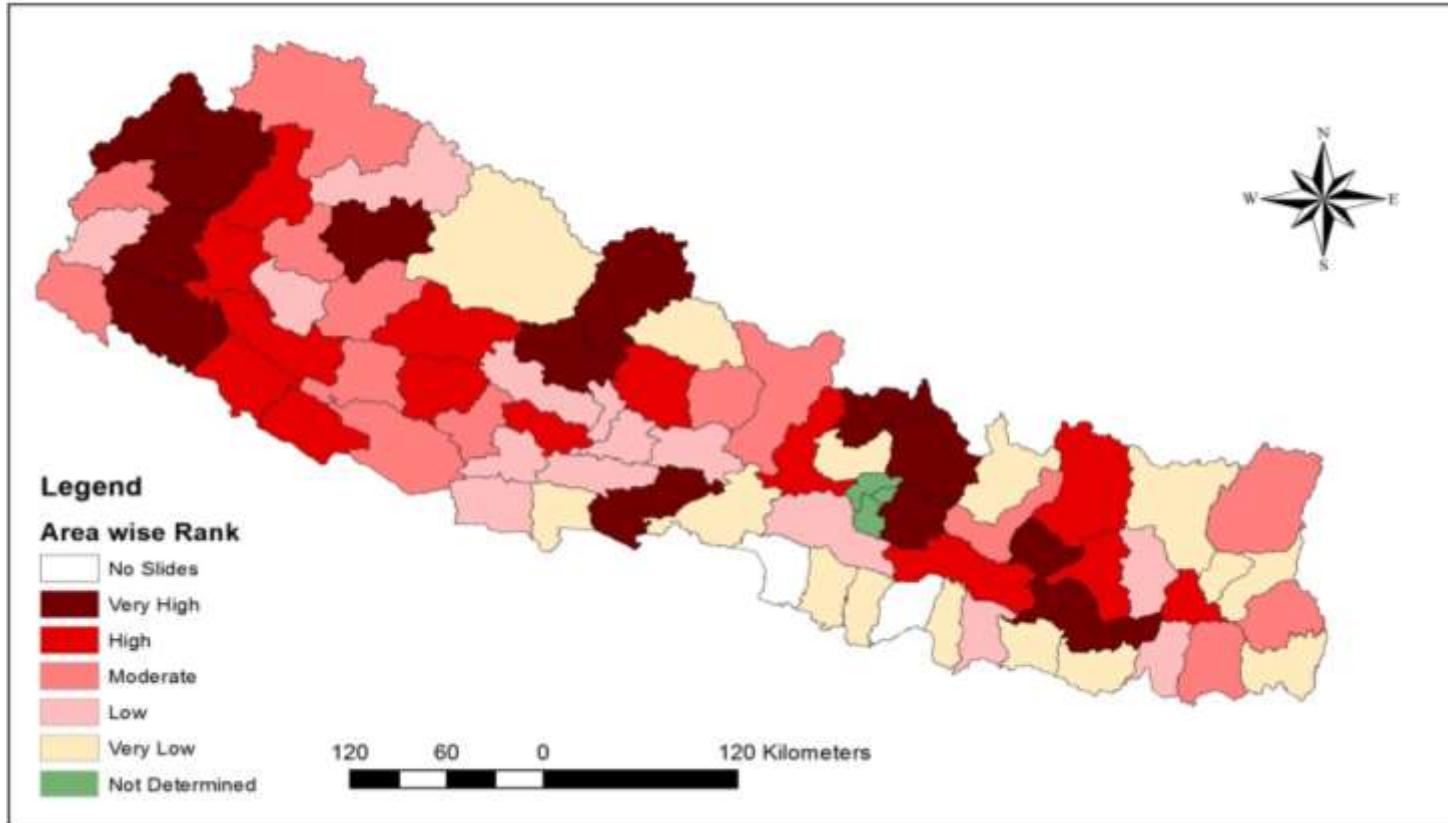 N
W E
S
Legend
Area wise Rank
No Slides
Very High
High
Moderate
Low
Very Low
Not Determined
120 60 0 120 Kilometers